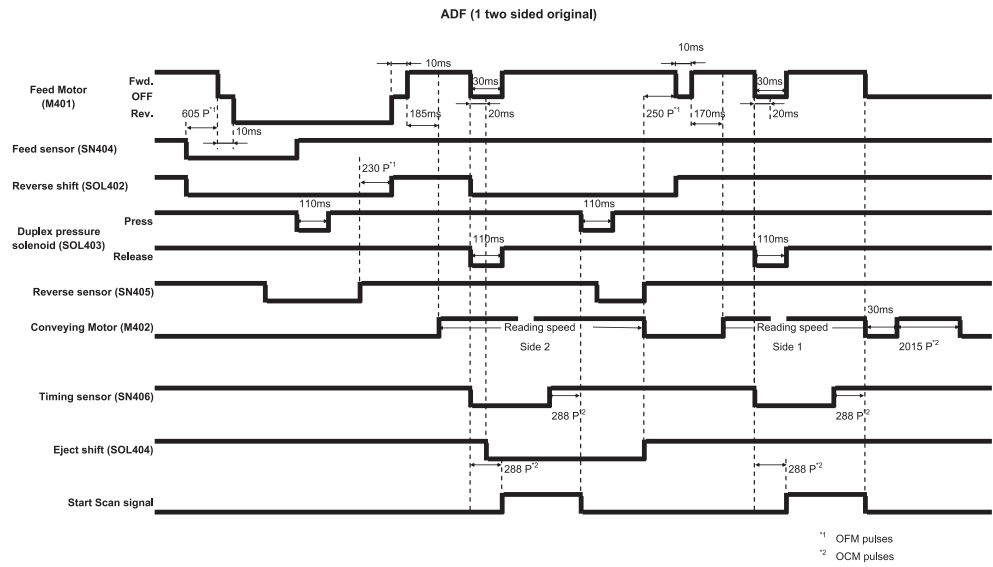 ADF (1 two sided original)
10ms
10ms
Feed Motor
(M401)
Fwd.
OFF
Rev.
30ms
30ms
605 P*1
10ms
185ms
20ms
250 P*1
170ms
20ms
Feed sensor (SN404)
230 P*1
Reverse shift (SOL402)
Duplex pressure
solenoid (SOL403)
Press
110ms
110ms
Release
110ms
110ms
Reverse sensor (SN405)
Conveying Motor (M402)
Reading speed
Side 2
Reading speed
Side 1
30ms
2015 P*2
Timing sensor (SN406)
288 P*2
288 P*2
Eject shift (SOL404)
288 P*2
288 P*2
Start Scan signal
*1 OFM pulses
*2 OCM pulses